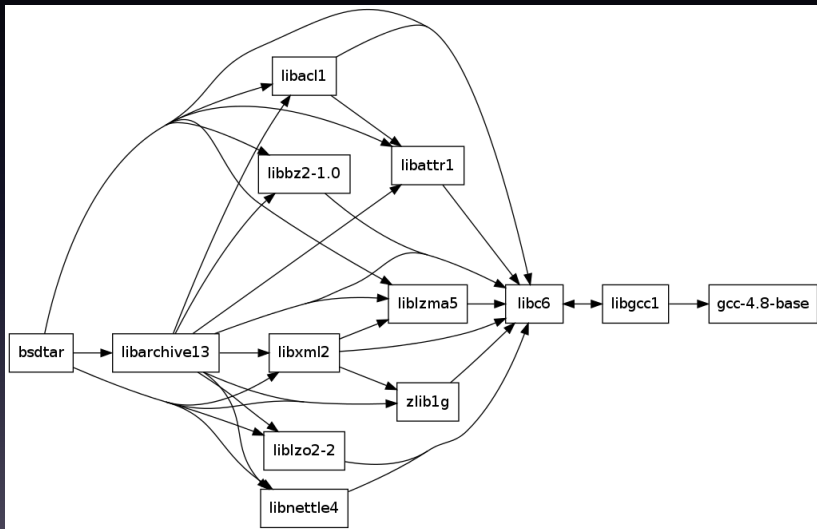 libacl1
libattr1
libbz2-1.0
liblzma5
libc6
libgcc1
gcc-4.8-base
bsdtar
libarchive13
libxml2
zlib1g
liblzo2-2
libnettle4